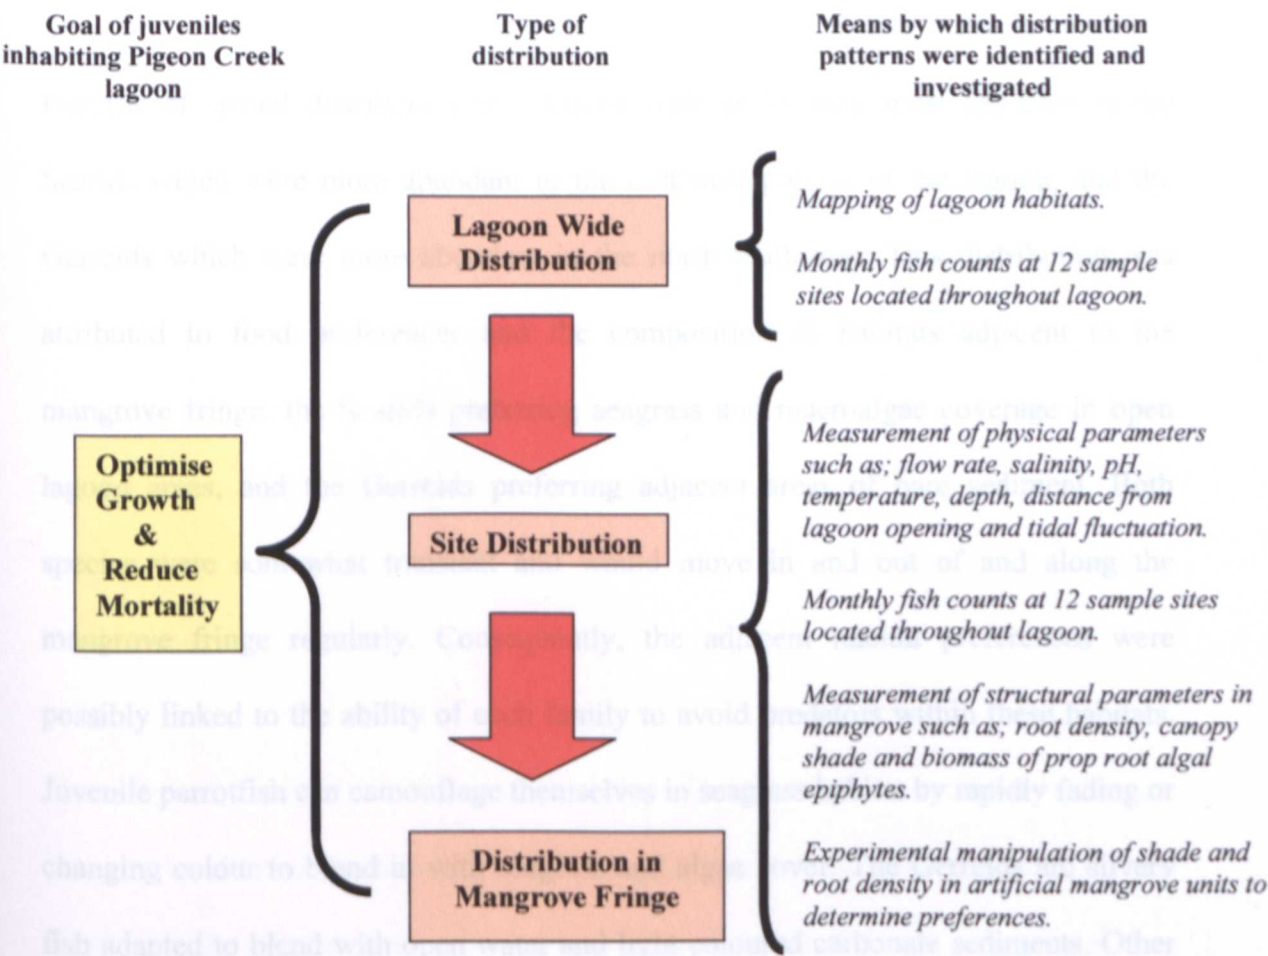 Goal of juveniles
inhabiting Pigeon Creek
lagoon
Type of
distribution
Means by which distribution
patterns were identified and
investigated
Optimise
Growth
&
Reduce
Mortality
Lagoon Wide
Distribution
Site Distribution
Distribution in
Mangrove Fringe
Mapping of lagoon habitats.
Monthly fish counts at 12 sample
sites located throughout lagoon.
Measurement of physical parameters
such as; flow rate, salinity, pH,
temperature, depth, distance from
lagoon opening and tidal fluctuation.
Monthly fish counts at 12 sample sites
located throughout lagoon.
Measurement of structural parameters in
mangrove such as; root density, canopy
shade and biomass of prop root algal
epiphytes.
Experimental manipulation of shade and
root density in artificial mangrove units to
determine preferences.